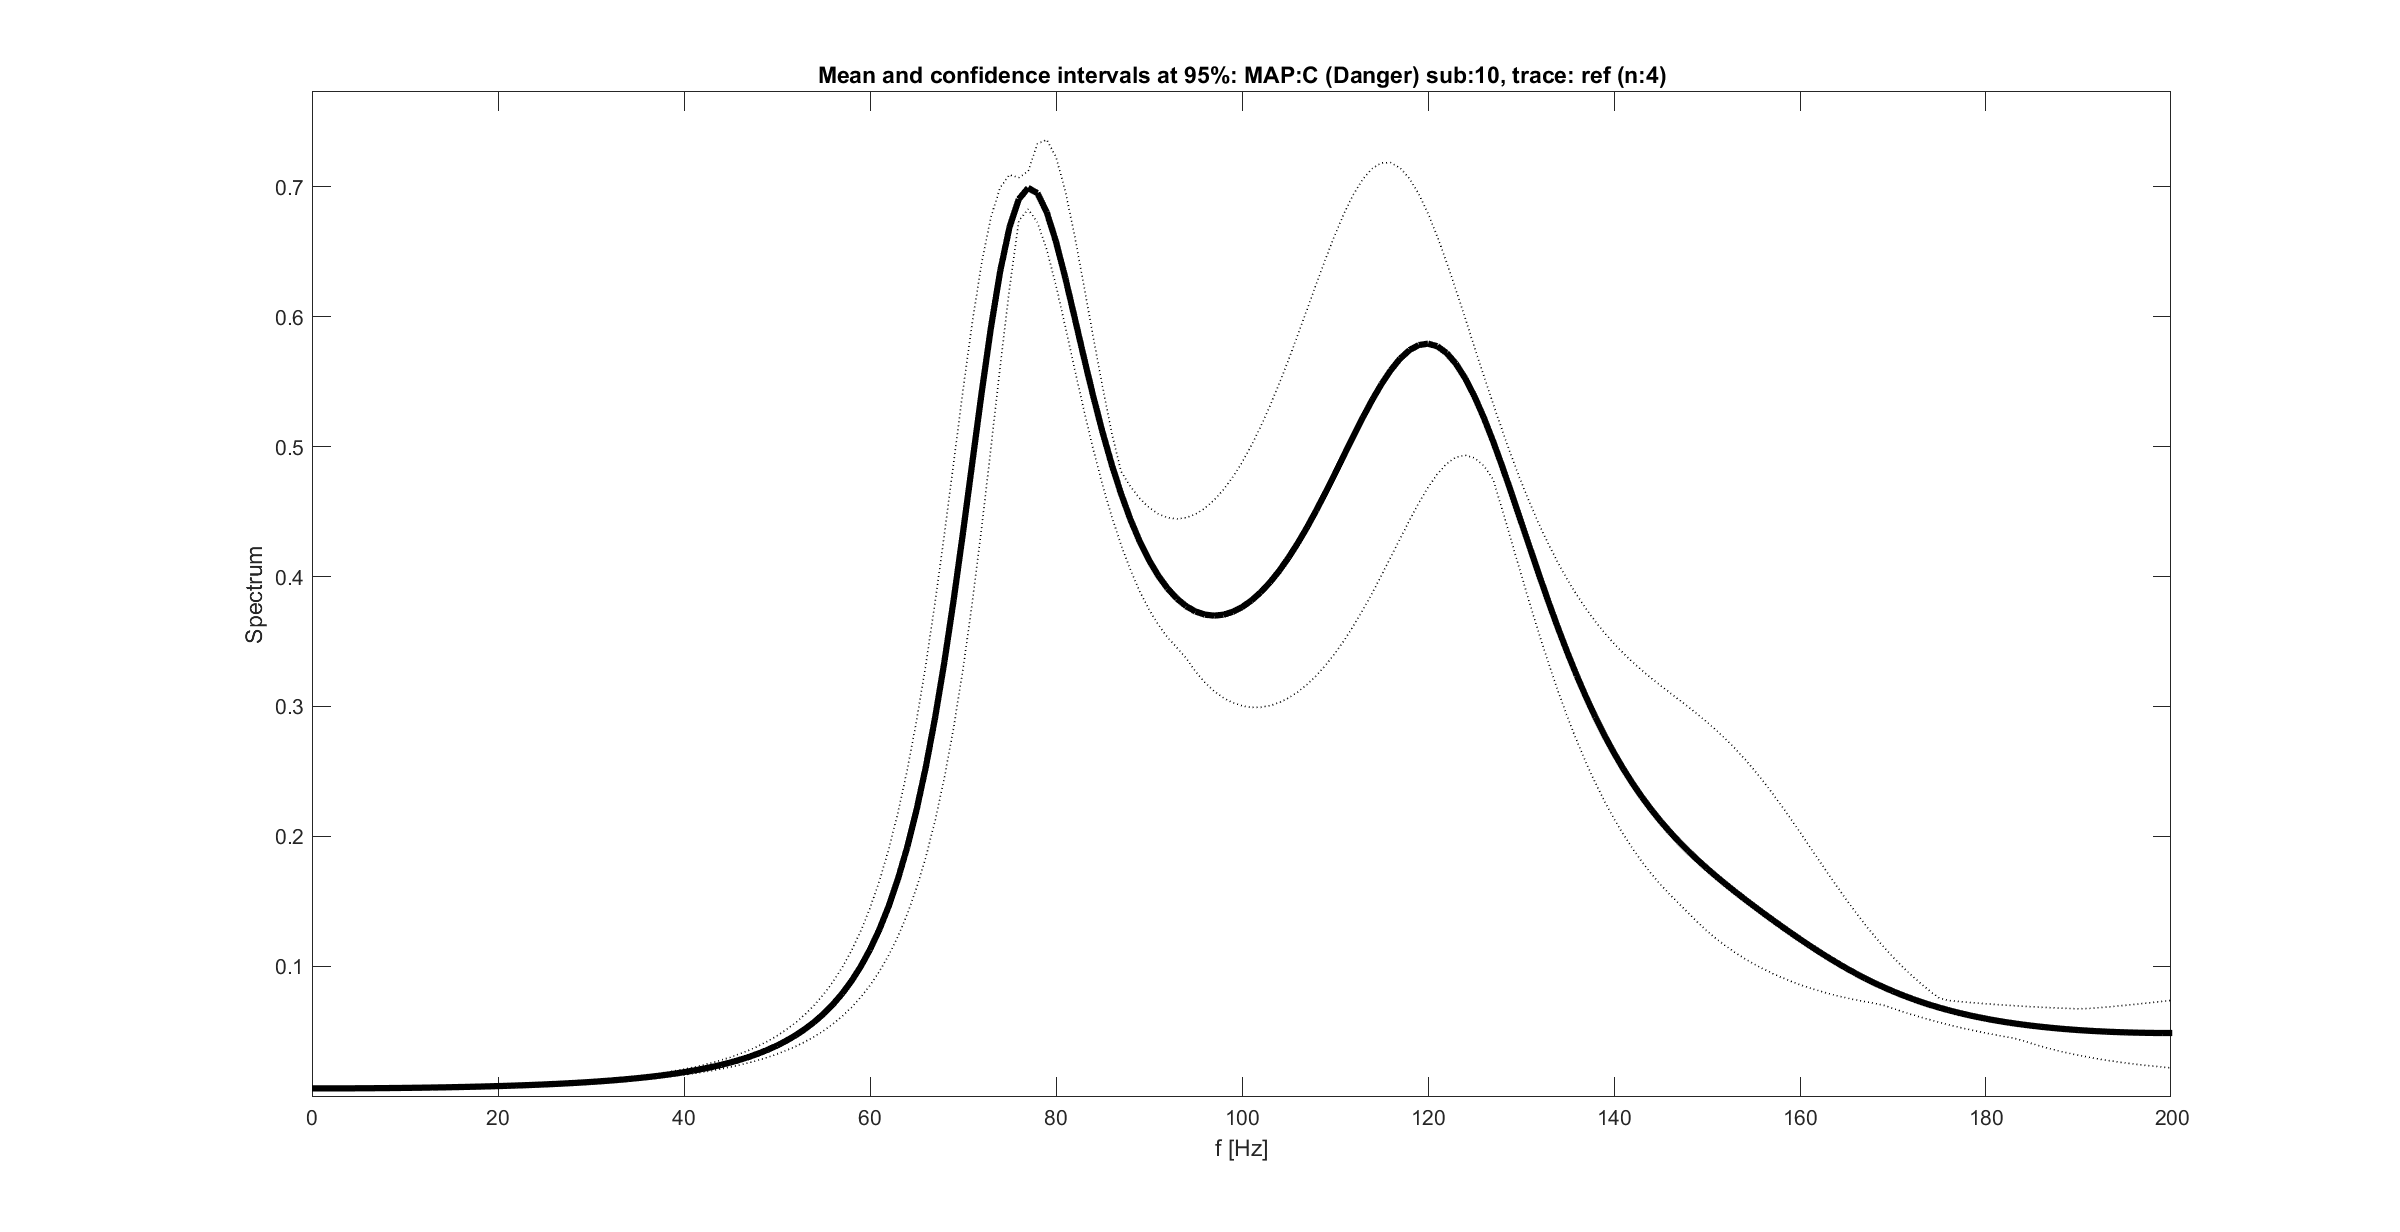 Mean and confidence intervals at 95%: MAP:C (Danger) sub:10, trace: ref (n:4)
0.7
0.6
0.5
0.4
0.3
0.2
0.1
Spectrum
0 20 40 60 80 100 120 140 160 180 200
f [Hz]